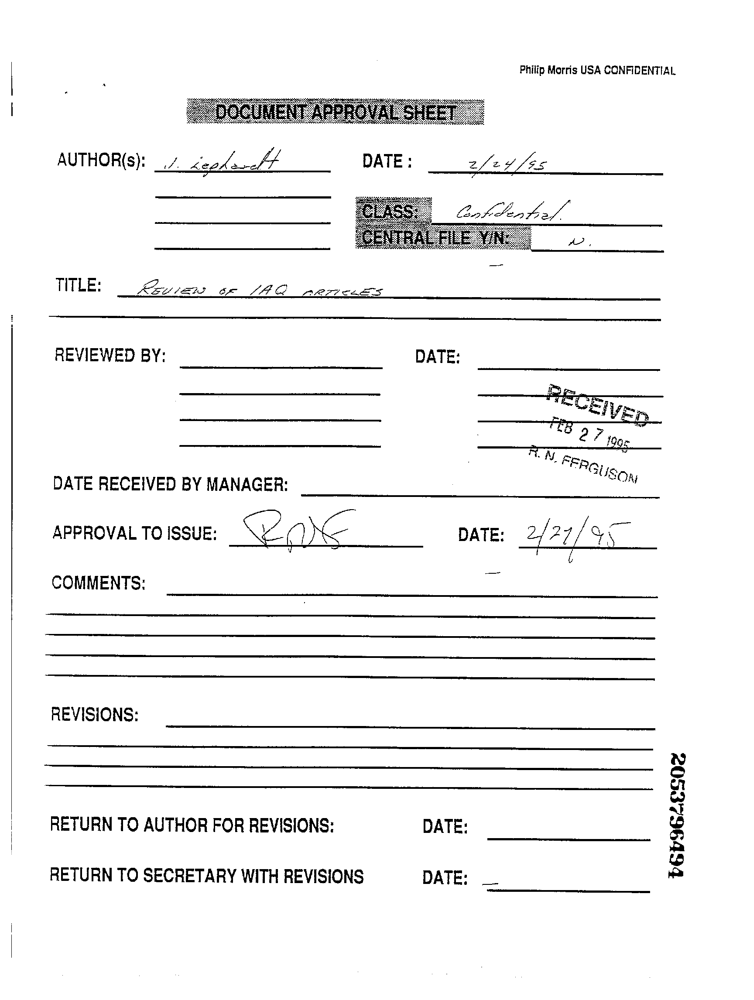 Philip Morris USA CONFIDENTIAL
DOCUMENT APPROVAL SHEET
AUTHOR(s): J. Lephardt DATE: 2/24/95
CLASS: Confidential.
CENTRAL FILE Y/N: N.
TITLE: REVIEW OF IAQ ARTICLES
REVIEWED BY: DATE:
RECEIVED
FEB 27 1995
R. N. FERGUSON
DATE RECEIVED BY MANAGER:
APPROVAL TO ISSUE: RNF DATE: 2/27/95
COMMENTS:
REVISIONS:
RETURN TO AUTHOR FOR REVISIONS: DATE:
RETURN TO SECRETARY WITH REVISIONS DATE:
2053796494